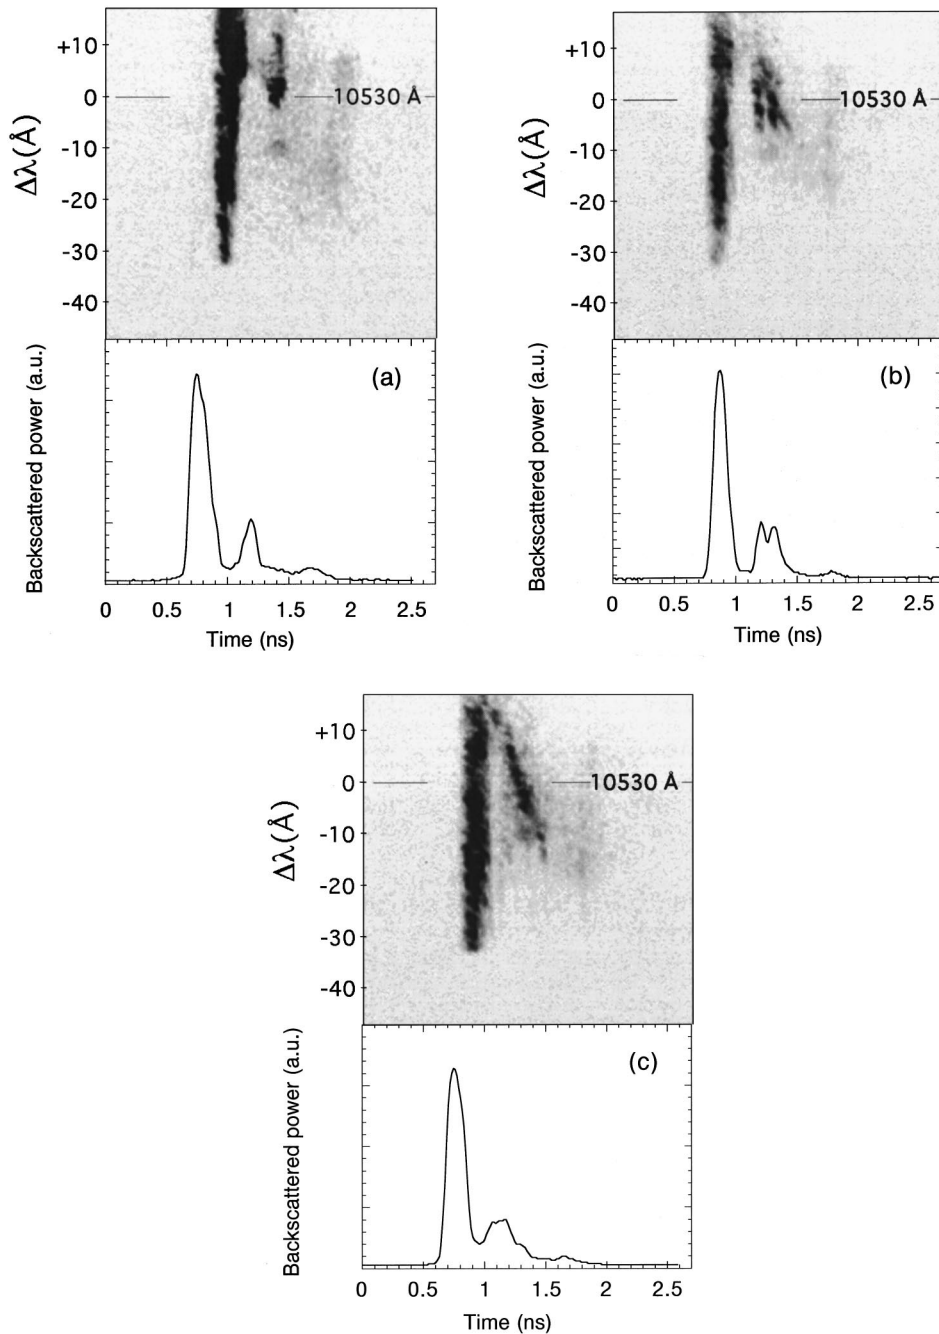 +10
0
-10
-20
-30
-40
Δλ(Å)
10530 Å
Backscattered power (a.u.)
(a)
0 0.5 1 1.5 2 2.5
Time (ns)
+10
0
-10
-20
-30
-40
Δλ(Å)
10530 Å
Backscattered power (a.u.)
(b)
0 0.5 1 1.5 2 2.5
Time (ns)
+10
0
-10
-20
-30
-40
Δλ(Å)
10530 Å
Backscattered power (a.u.)
(c)
0 0.5 1 1.5 2 2.5
Time (ns)